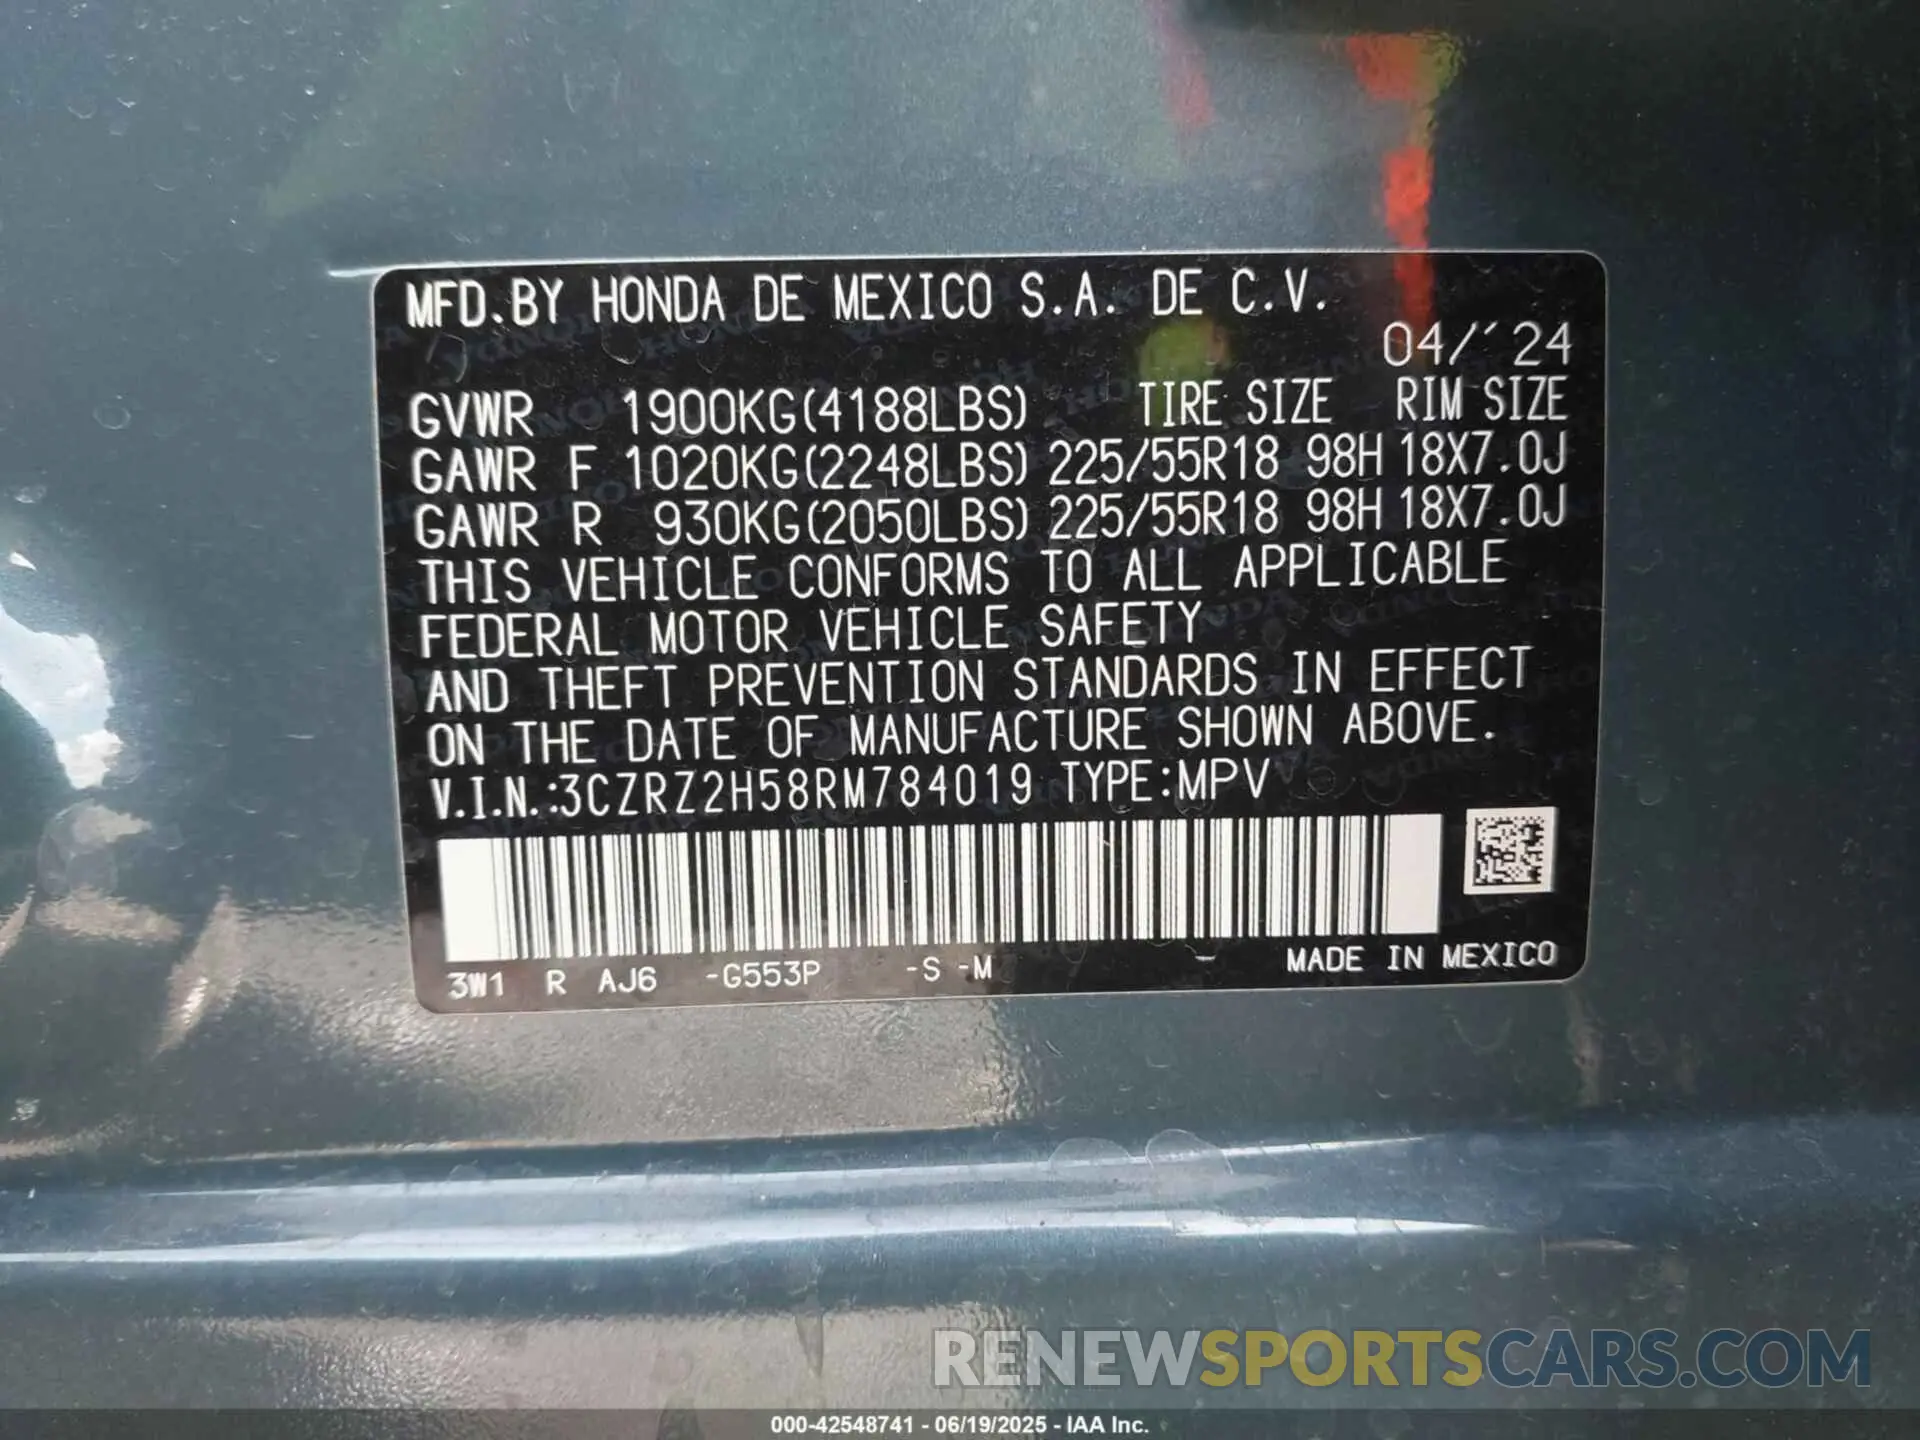 MFD.BY HONDA DE MEXICO S.A. DE C.V.
04/´24
GVWR 1900KG(4188LBS) TIRE SIZE RIM SIZE
GAWR F 1020KG(2248LBS) 225/55R18 98H 18X7.0J
GAWR R 930KG(2050LBS) 225/55R18 98H 18X7.0J
THIS VEHICLE CONFORMS TO ALL APPLICABLE
FEDERAL MOTOR VEHICLE SAFETY
AND THEFT PREVENTION STANDARDS IN EFFECT
ON THE DATE OF MANUFACTURE SHOWN ABOVE.
V.I.N.:3CZRZ2H58RM784019 TYPE:MPV
MADE IN MEXICO
3W1 R AJ6 -G553P -S -M
RENEWSPORTSCARS.COM
000-42548741 - 06/19/2025 - IAA Inc.